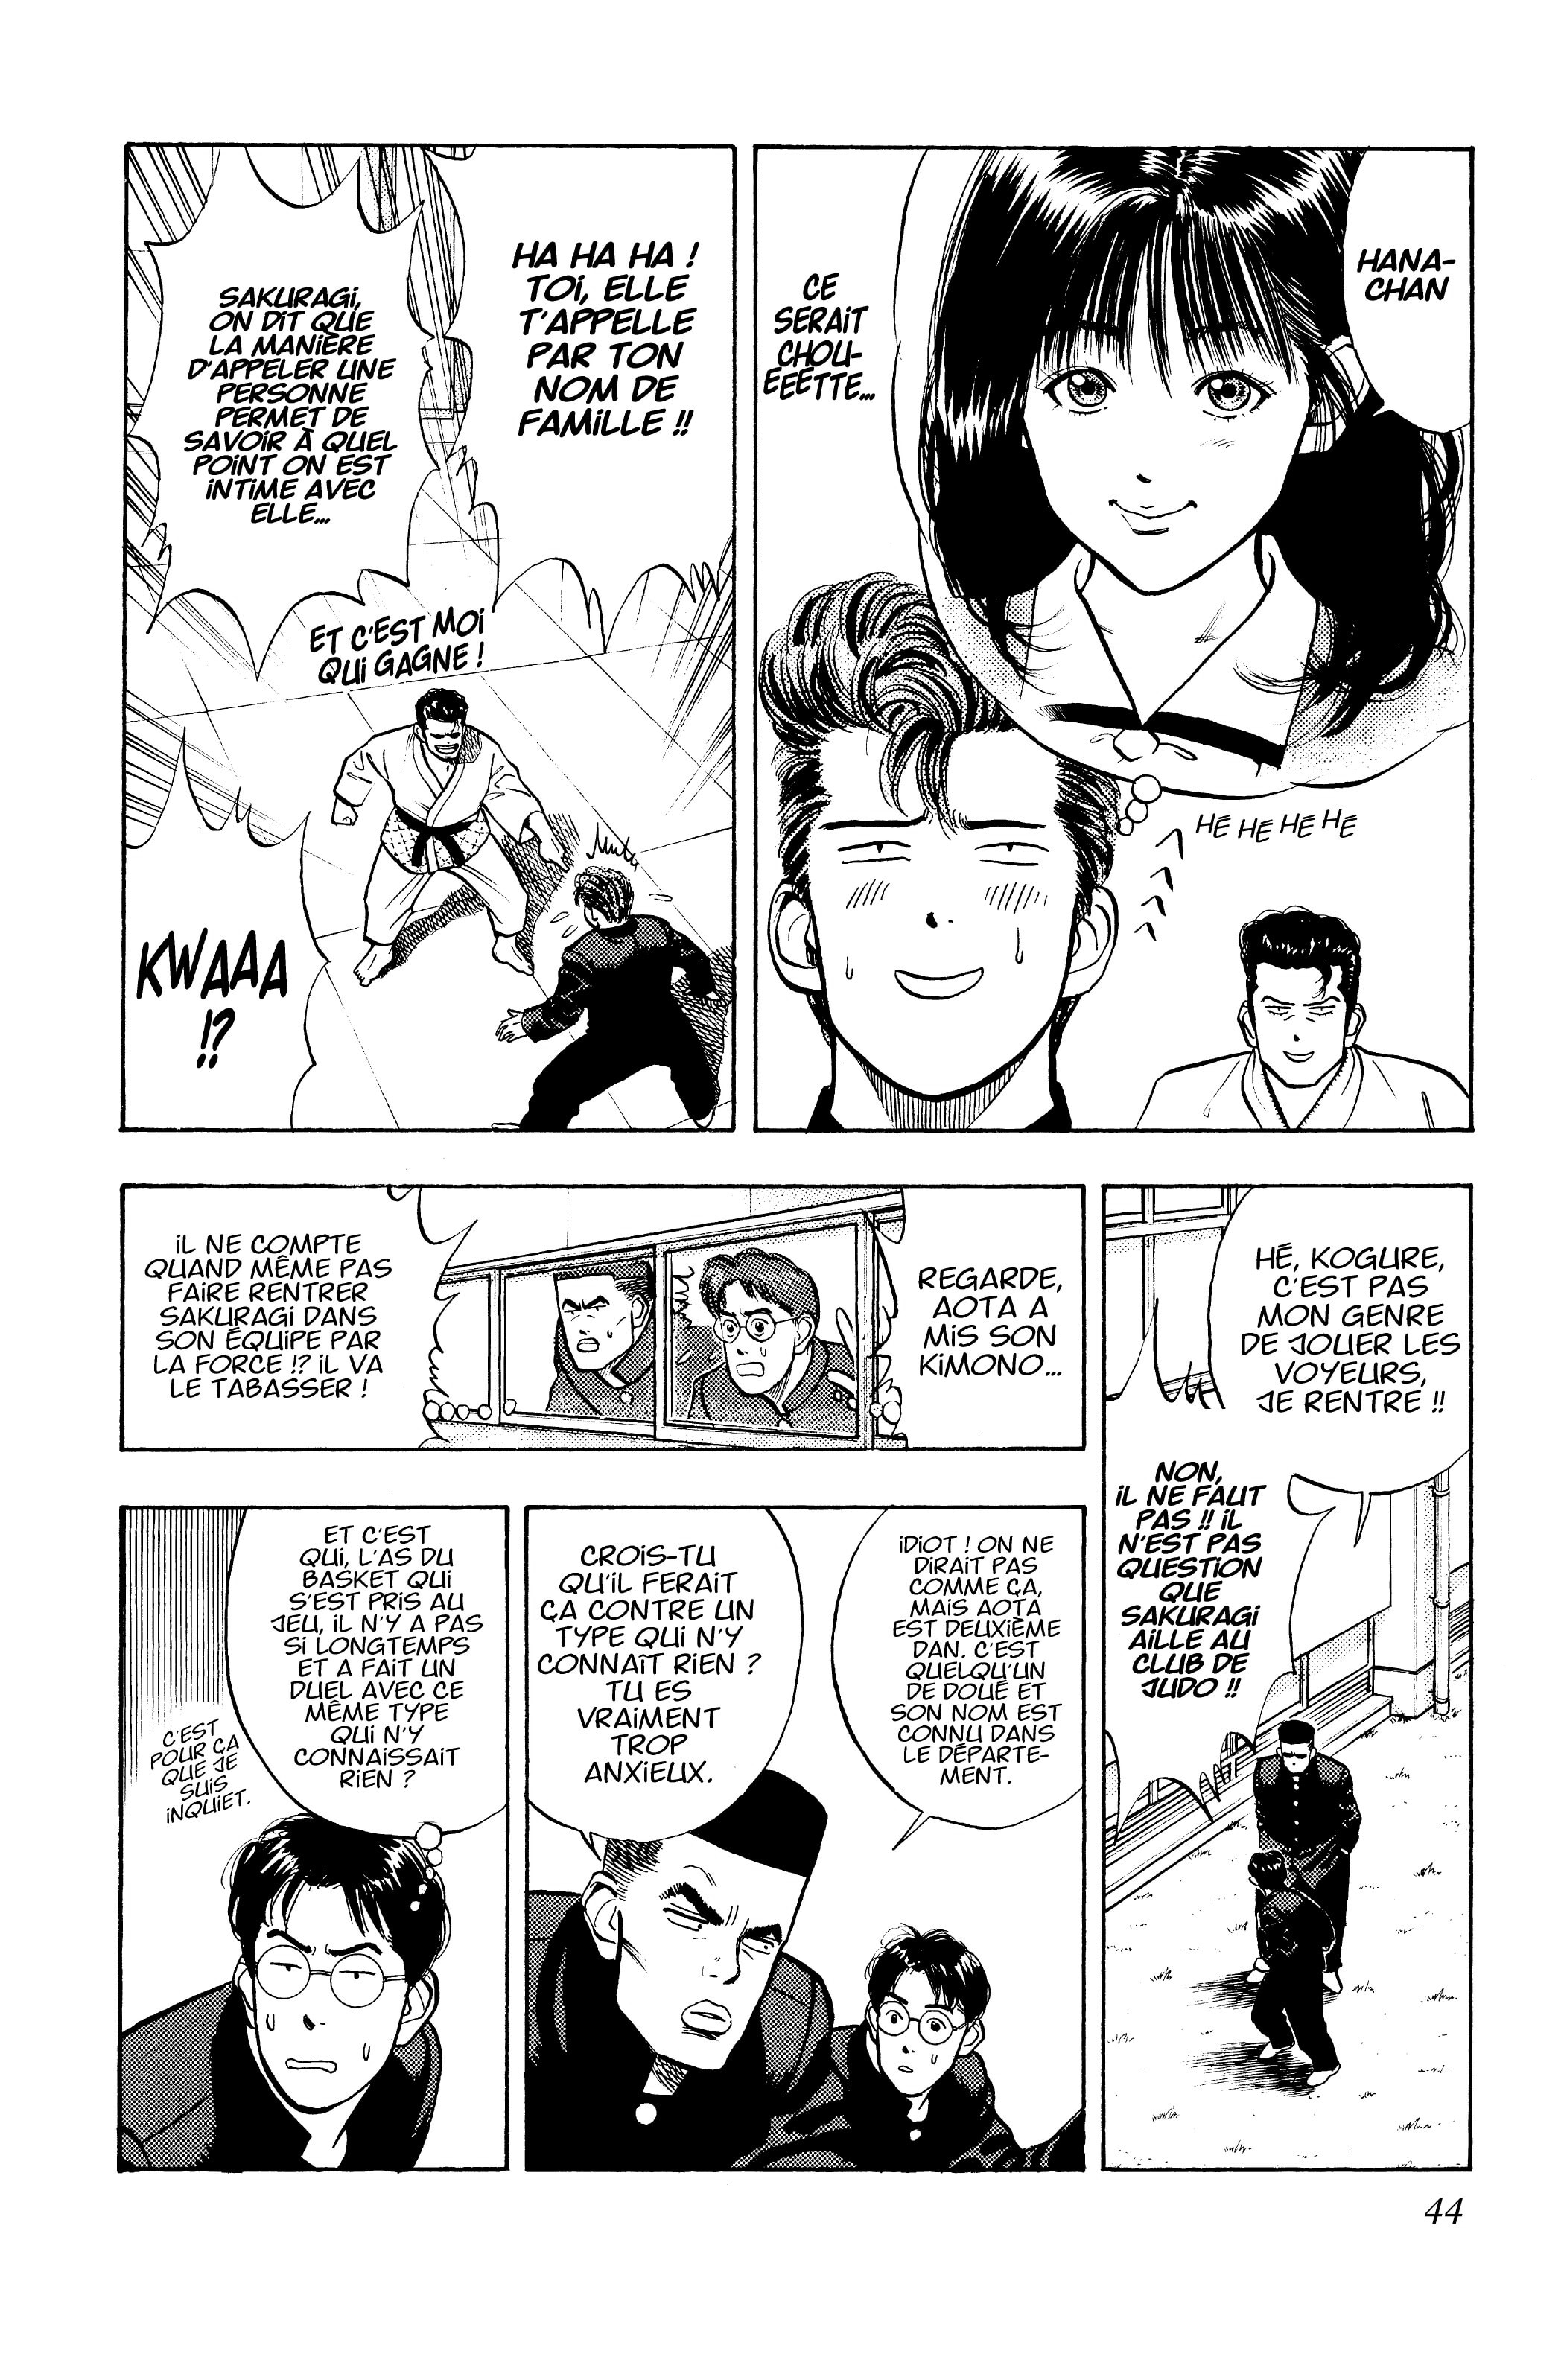 HANA-
CHAN
CE
SERAIT
CHOU-
EEETTE...
HÉ HÉ HÉ HÉ
HA HA HA !
TOI, ELLE
T'APPELLE
PAR TON
NOM DE
FAMILLE !!
SAKURAGI,
ON DIT QUE
LA MANIÈRE
D'APPELER UNE
PERSONNE
PERMET DE
SAVOIR À QUEL
POINT ON EST
INTIME AVEC
ELLE...
ET C'EST MOI
QUI GAGNE !
KWAAA
!?
HÉ, KOGURE,
C'EST PAS
MON GENRE
DE JOUER LES
VOYEURS,
JE RENTRE !!
NON,
IL NE FAUT
PAS !! IL
N'EST PAS
QUESTION
QUE
SAKURAGI
AILLE AU
CLUB DE
JUDO !!
REGARDE,
AOTA A
MIS SON
KIMONO...
IL NE COMPTE
QUAND MÊME PAS
FAIRE RENTRER
SAKURAGI DANS
SON ÉQUIPE PAR
LA FORCE !? IL VA
LE TABASSER !
IDIOT ! ON NE
DIRAIT PAS
COMME ÇA,
MAIS AOTA
EST DEUXIÈME
DAN. C'EST
QUELQU'UN
DE DOUÉ ET
SON NOM EST
CONNU DANS
LE DÉPARTE-
MENT.
CROIS-TU
QU'IL FERAIT
ÇA CONTRE UN
TYPE QUI N'Y
CONNAÎT RIEN ?
TU ES
VRAIMENT
TROP
ANXIEUX.
ET C'EST
QUI, L'AS DU
BASKET QUI
S'EST PRIS AU
JEU, IL N'Y A PAS
SI LONGTEMPS
ET A FAIT UN
DUEL AVEC CE
MÊME TYPE
QUI N'Y
CONNAISSAIT
RIEN ?
C'EST
POUR ÇA
QUE JE
SUIS
INQUIET.
44